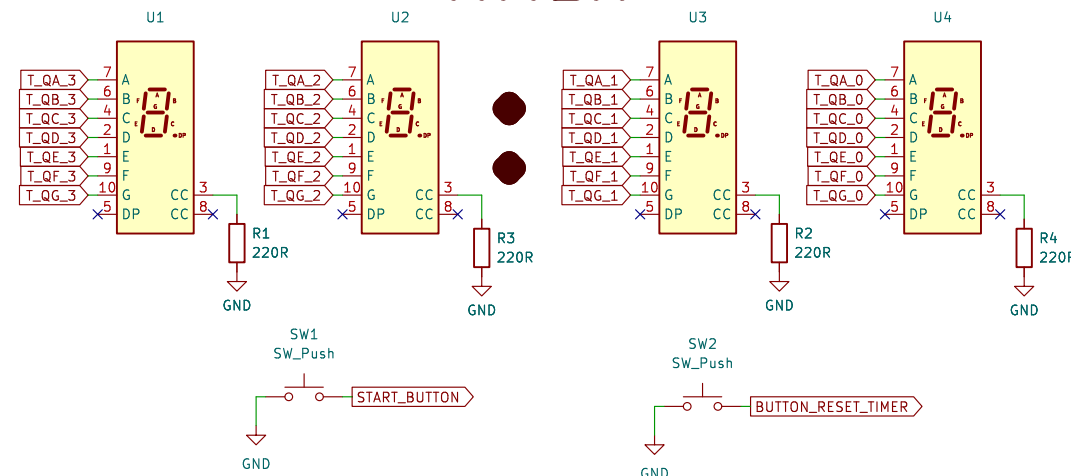 U1
U2
U3
U4
T_QA_3 7 A
T_QB_3 6 B
T_QC_3 4 C
T_QD_3 2 D
T_QE_3 1 E
T_QF_3 9 F
T_QG_3 10 G CC 3
5 DP CC 8
A
F B
G
E C
D DP
R1
220R
GND
T_QA_2 7 A
T_QB_2 6 B
T_QC_2 4 C
T_QD_2 2 D
T_QE_2 1 E
T_QF_2 9 F
T_QG_2 10 G CC 3
5 DP CC 8
A
F B
G
E C
D DP
R3
220R
GND
T_QA_1 7 A
T_QB_1 6 B
T_QC_1 4 C
T_QD_1 2 D
T_QE_1 1 E
T_QF_1 9 F
T_QG_1 10 G CC 3
5 DP CC 8
A
F B
G
E C
D DP
R2
220R
GND
T_QA_0 7 A
T_QB_0 6 B
T_QC_0 4 C
T_QD_0 2 D
T_QE_0 1 E
T_QF_0 9 F
T_QG_0 10 G CC 3
5 DP CC 8
A
F B
G
E C
D DP
R4
220R
GND
SW1
SW_Push
START_BUTTON
GND
SW2
SW_Push
BUTTON_RESET_TIMER
GND